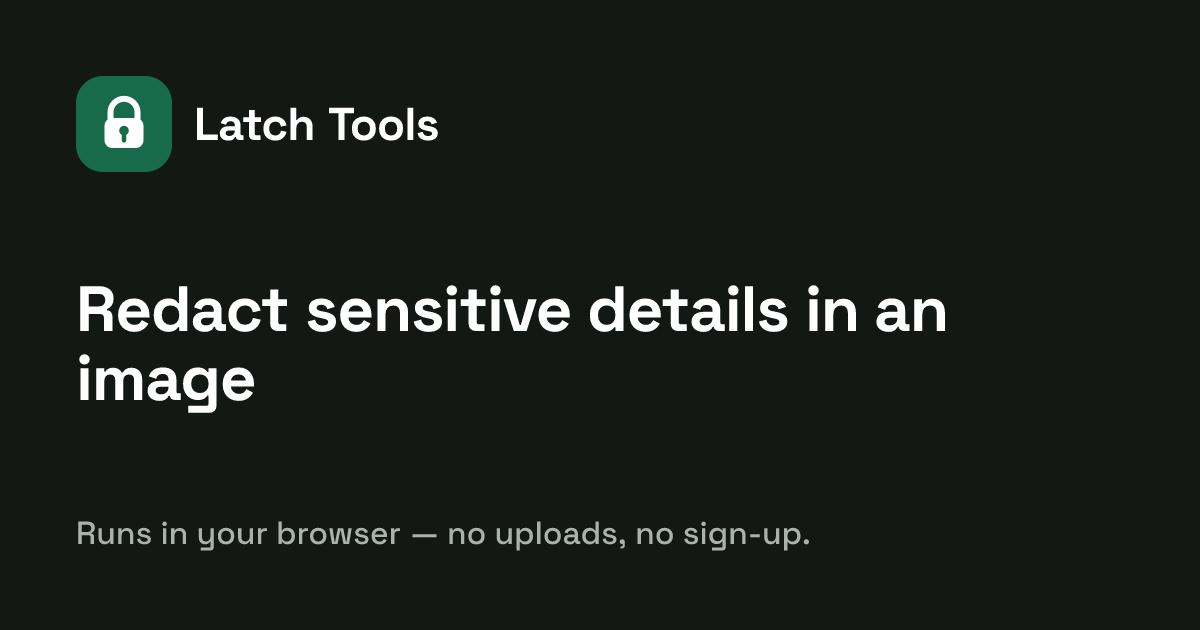 Latch Tools
Redact sensitive details in an
image
Runs in your browser — no uploads, no sign-up.